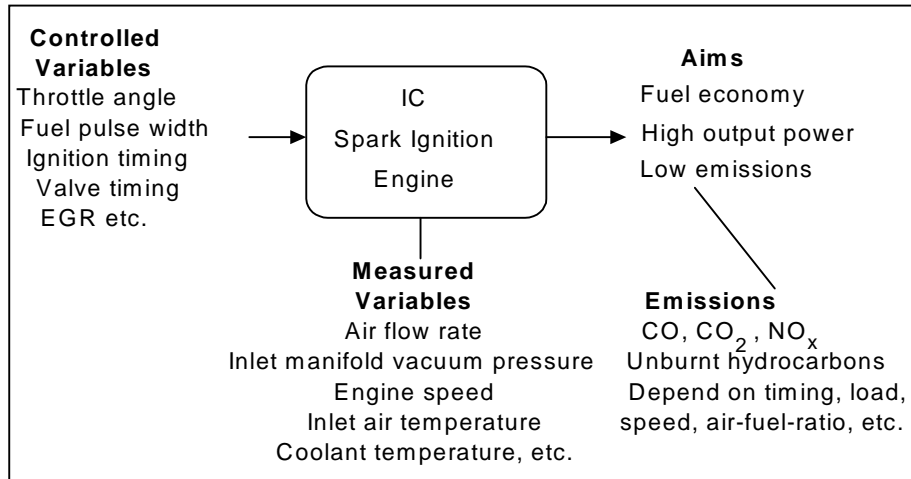 Controlled
Variables
Throttle angle
Fuel pulse width
Ignition timing
Valve timing
EGR etc.
IC
Spark Ignition
Engine
Aims
Fuel economy
High output power
Low emissions
Measured
Variables
Air flow rate
Inlet manifold vacuum pressure
Engine speed
Inlet air temperature
Coolant temperature, etc.
Emissions
CO, CO₂ , NOₓ
Unburnt hydrocarbons
Depend on timing, load,
speed, air-fuel-ratio, etc.